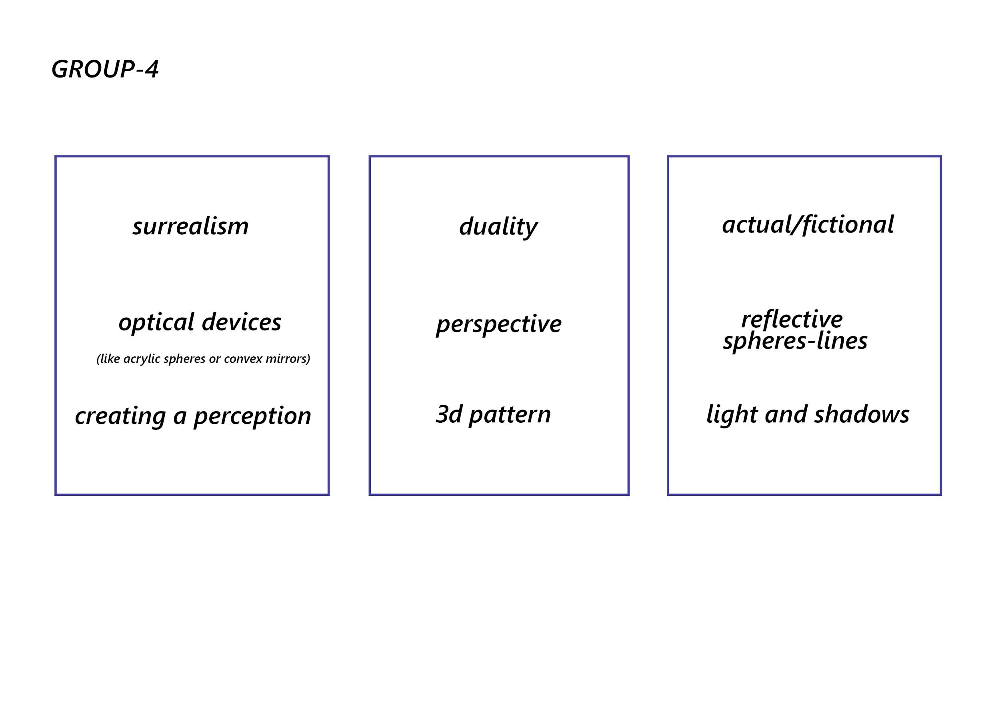 GROUP-4
surrealism
optical devices
(like acrylic spheres or convex mirrors)
creating a perception
duality
perspective
3d pattern
actual/fictional
reflective
spheres-lines
light and shadows